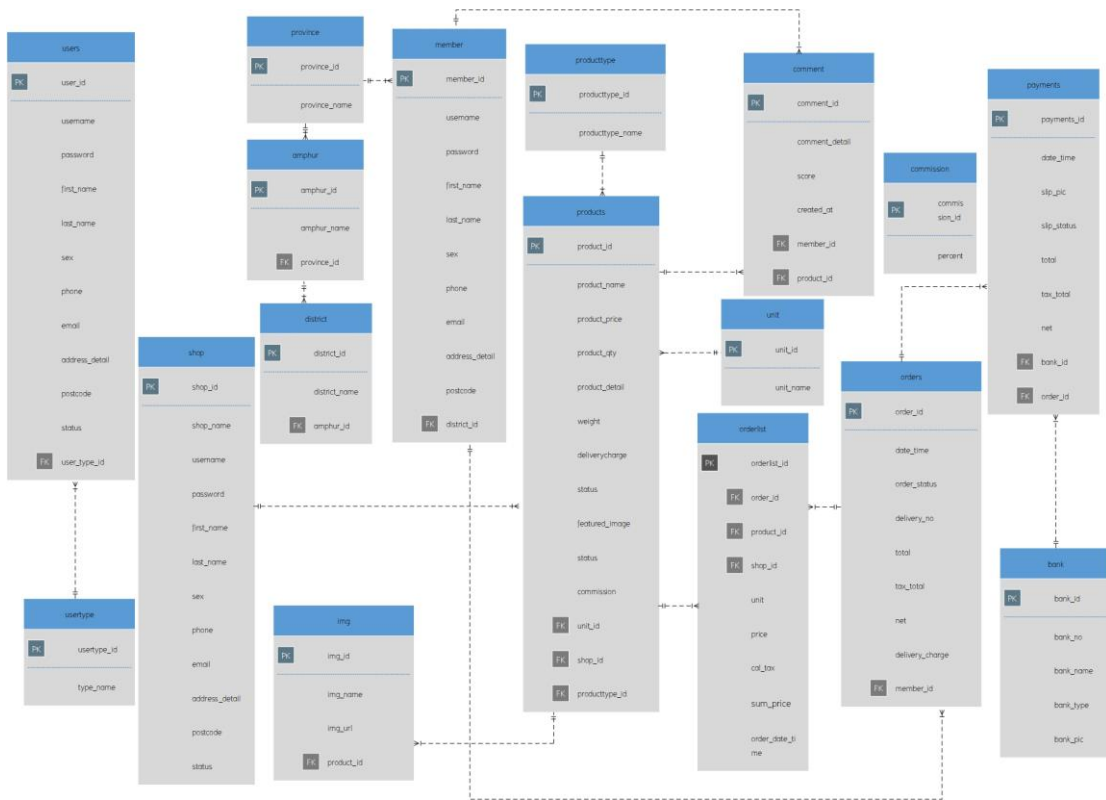 users
PK user_id
username
password
first_name
last_name
sex
phone
email
address_detail
postcode
status
FK user_type_id
usertype
PK usertype_id
type_name
shop
PK shop_id
shop_name
username
password
first_name
last_name
sex
phone
email
address_detail
postcode
status
province
PK province_id
province_name
amphur
PK amphur_id
amphur_name
FK province_id
district
PK district_id
district_name
FK amphur_id
img
PK img_id
img_name
img_url
FK product_id
member
PK member_id
username
password
first_name
last_name
sex
phone
email
address_detail
postcode
FK district_id
producttype
PK producttype_id
producttype_name
products
PK product_id
product_name
product_price
product_qty
product_detail
weight
deliverycharge
status
featured_image
status
commission
FK unit_id
FK shop_id
FK producttype_id
comment
PK comment_id
comment_detail
score
created_at
FK member_id
FK product_id
unit
PK unit_id
unit_name
orderlist
PK orderlist_id
FK order_id
FK product_id
FK shop_id
unit
price
cal_tax
sum_price
order_date_ti
me
commission
PK commis
sion_id
percent
orders
PK order_id
date_time
order_status
delivery_no
total
tax_total
net
delivery_charge
FK member_id
payments
PK payments_id
date_time
slip_pic
slip_status
total
tax_total
net
FK bank_id
FK order_id
bank
PK bank_id
bank_no
bank_name
bank_type
bank_pic